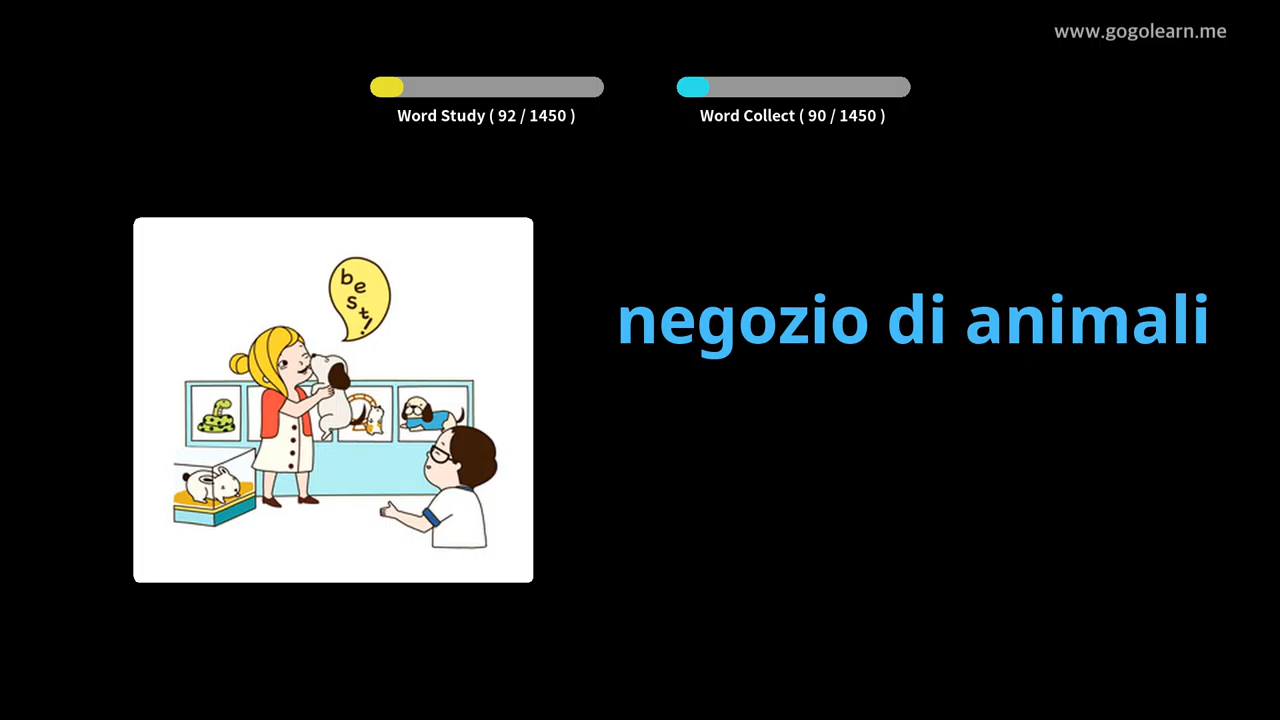 www.gogolearn.me
Word Study ( 92 / 1450 )
Word Collect ( 90 / 1450 )
best!
negozio di animali